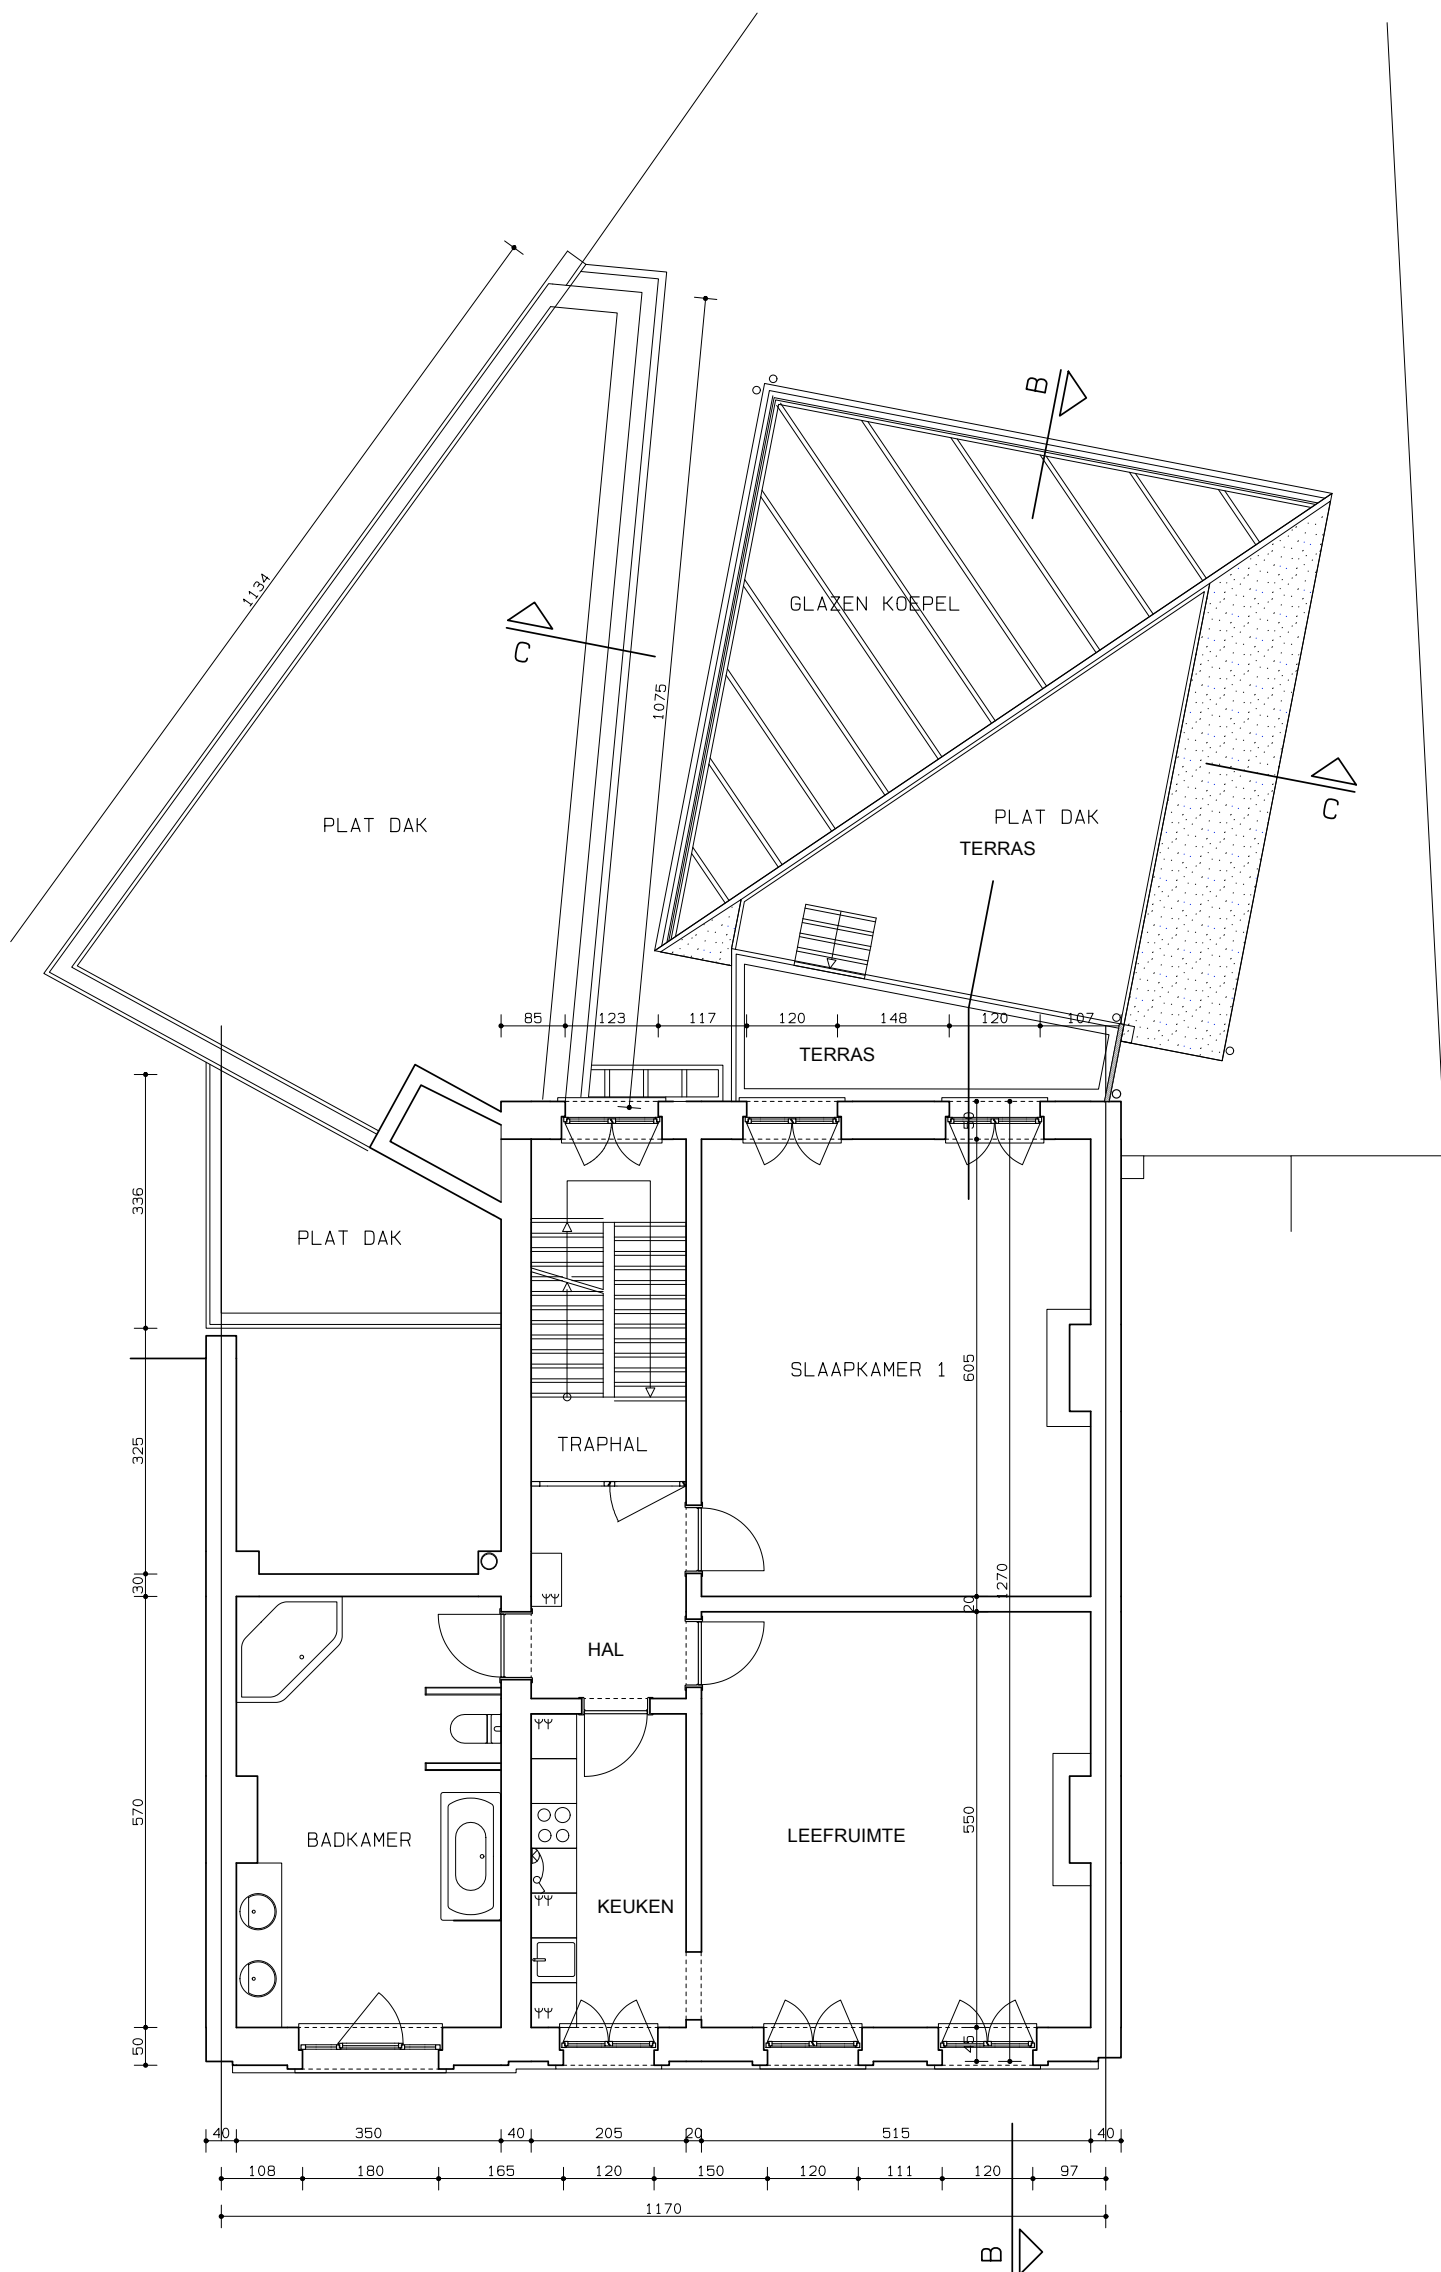 B
1134
C
GLAZEN KOEPEL
1075
C
PLAT DAK
PLAT DAK
TERRAS
85 123 117 120 148 120 107
TERRAS
50
336
PLAT DAK
605
SLAAPKAMER 1
325
TRAPHAL
30
1270
20
HAL
570
550
LEEFRUIMTE
BADKAMER
KEUKEN
50
45
40 350 40 205 20 515 40
108 180 165 120 150 120 111 120 97
1170
B